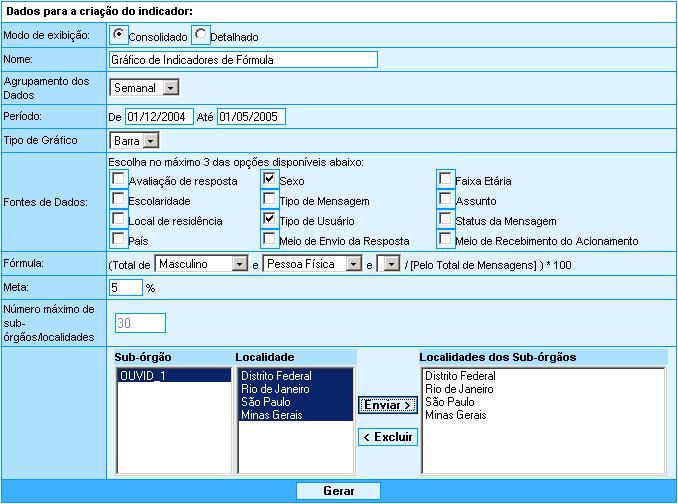 Dados para a criação do indicador:
Modo de exibição: Consolidado Detalhado
Nome: Gráfico de Indicadores de Fórmula
Agrupamento dos Dados Semanal
Período: De 01/12/2004 Até 01/05/2005
Tipo de Gráfico Barra
Fontes de Dados:
Escolha no máximo 3 das opções disponíveis abaixo:
Avaliação de resposta Sexo Faixa Etária
Escolaridade Tipo de Mensagem Assunto
Local de residência Tipo de Usuário Status da Mensagem
País Meio de Envio da Resposta Meio de Recebimento do Acionamento
Fórmula: (Total de Masculino e Pessoa Física e / [Pelo Total de Mensagens] ) * 100
Meta: 5 %
Número máximo de sub-órgãos/localidades 30
Sub-órgão Localidade Localidades dos Sub-órgãos
OUVID_1 Distrito Federal Distrito Federal
Rio de Janeiro Rio de Janeiro
São Paulo Enviar > São Paulo
Minas Gerais Minas Gerais
< Excluir
Gerar